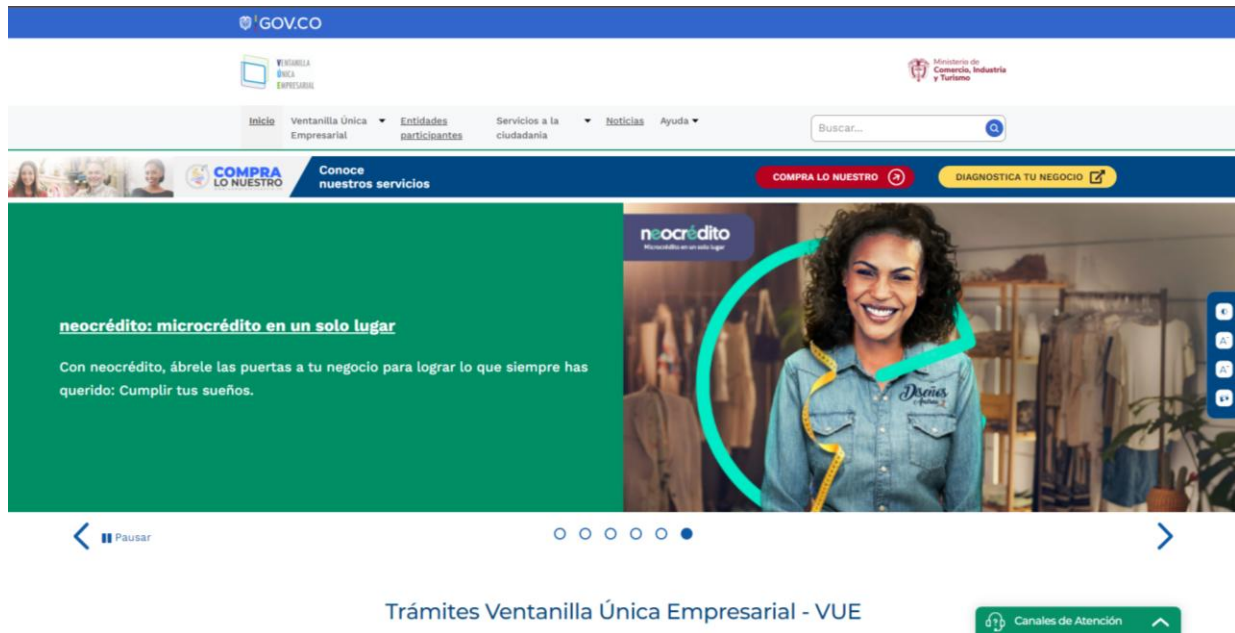 GOV.CO
VENTANILLA
ÚNICA
EMPRESARIAL
Ministerio de
Comercio, Industria
y Turismo
Inicio
Ventanilla Única
Empresarial
Entidades
participantes
Servicios a la
ciudadania
Noticias
Ayuda
Buscar...
COMPRA
LO NUESTRO
Conoce
nuestros servicios
COMPRA LO NUESTRO
DIAGNOSTICA TU NEGOCIO
neocrédito
Microcrédito en un solo lugar
neocrédito: microcrédito en un solo lugar
Con neocrédito, ábrele las puertas a tu negocio para lograr lo que siempre has
querido: Cumplir tus sueños.
Diseños
Pausar
Trámites Ventanilla Única Empresarial - VUE
Canales de Atención